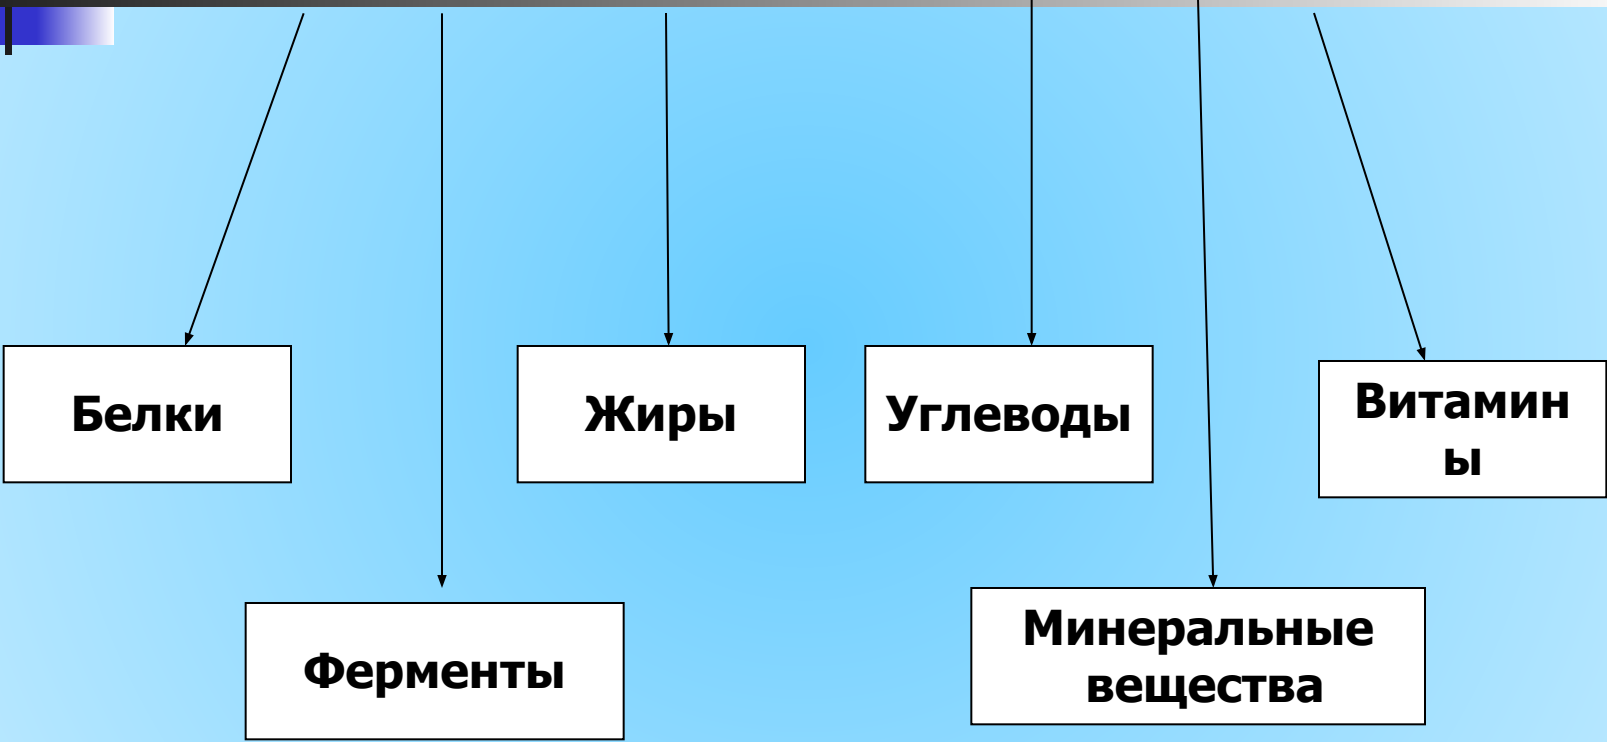 Белки
Жиры
Углеводы
Витамин
ы
Ферменты
Минеральные
вещества